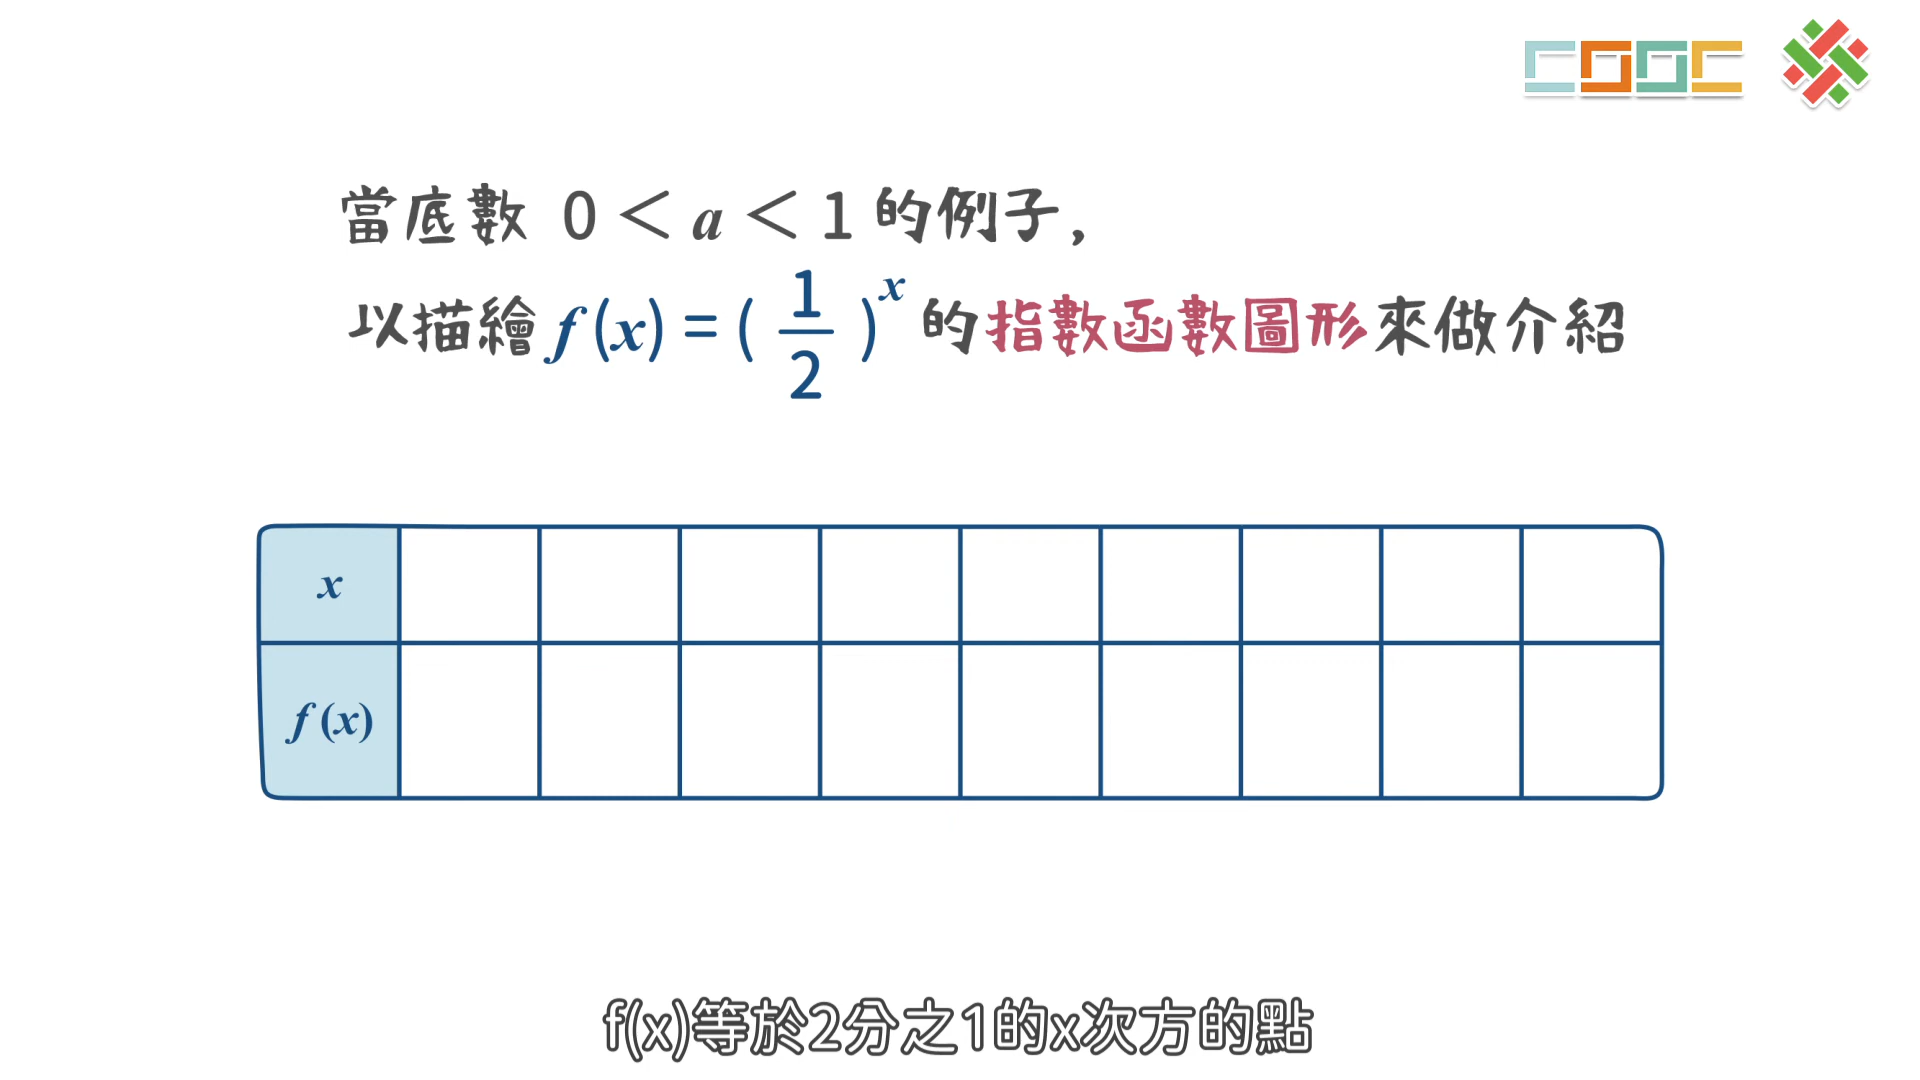 當底數 0 < a < 1 的例子,
以描繪 f(x) = (1/2)^x 的指數函數圖形來做介紹
x
f(x)
f(x)等於2分之1的x次方的點